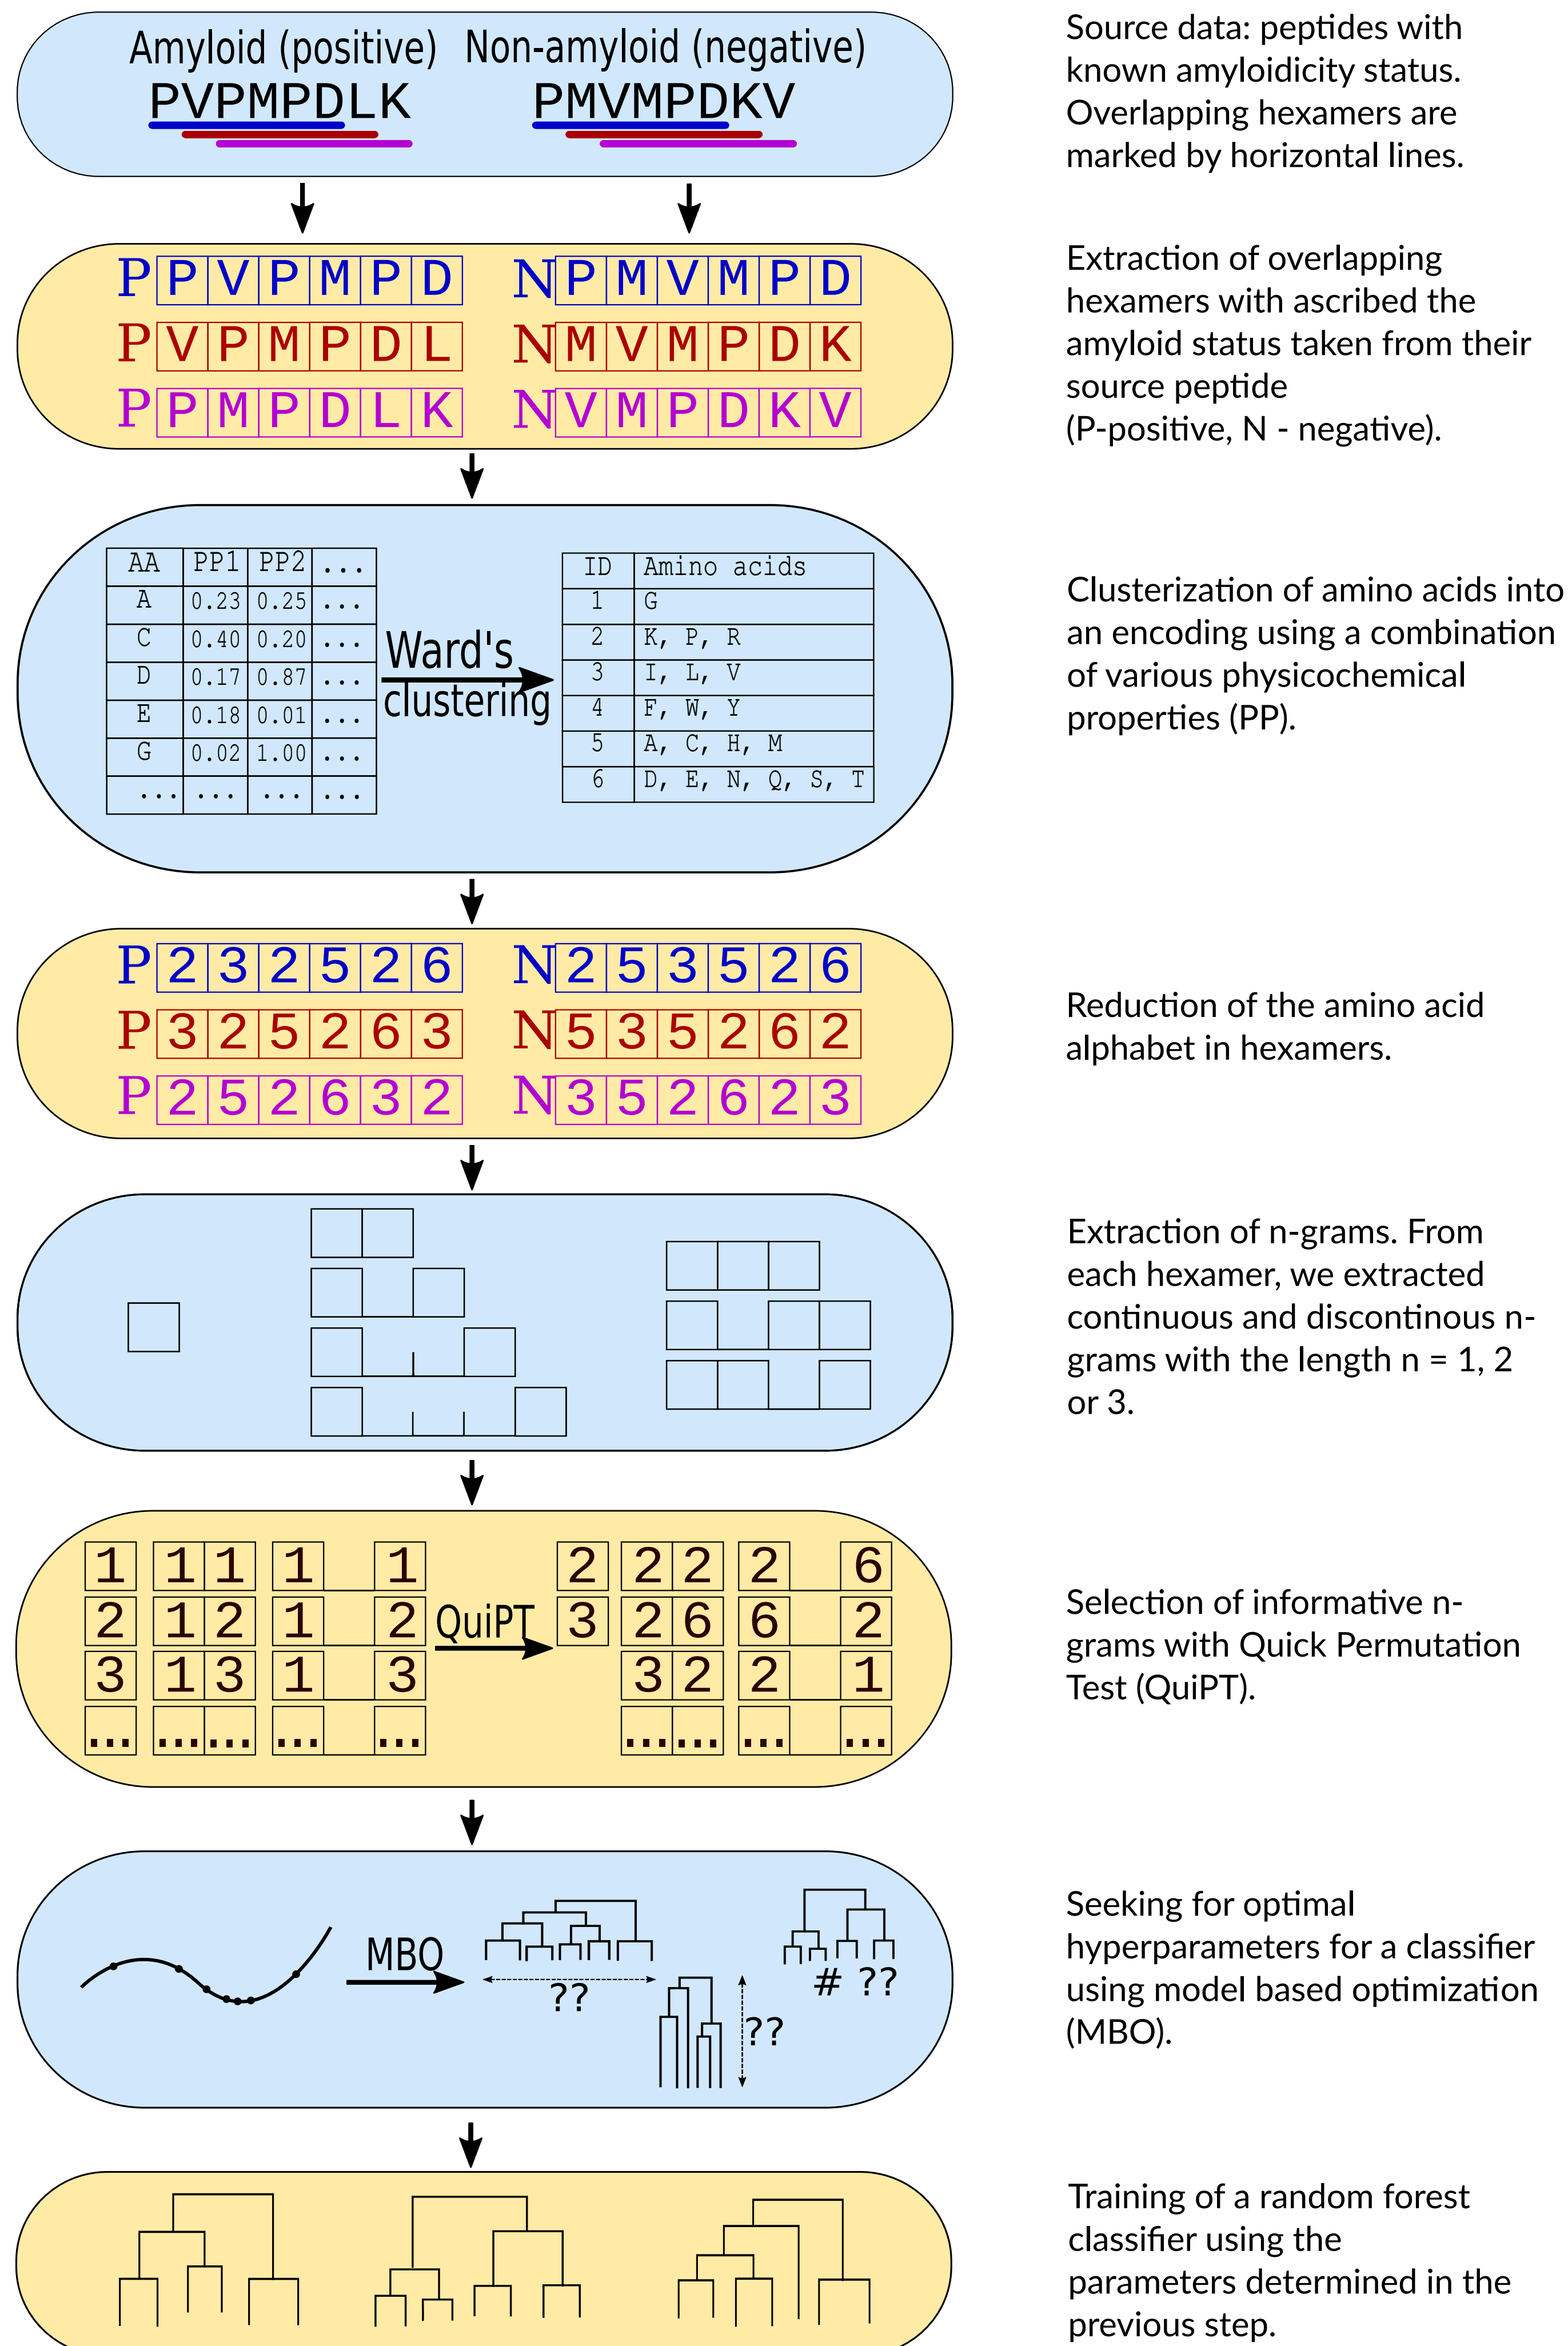 Amyloid (positive) Non-amyloid (negative)
PVPMPDLK PMVMPDKV
Source data: peptides with
known amyloidicity status.
Overlapping hexamers are
marked by horizontal lines.
P P V P M P D N P M V M P D
P V P M P D L N M V M P D K
P P M P D L K N V M P D K V
Extraction of overlapping
hexamers with ascribed the
amyloid status taken from their
source peptide
(P-positive, N - negative).
AA PP1 PP2 ...
A 0.23 0.25 ...
C 0.40 0.20 ...
D 0.17 0.87 ...
E 0.18 0.01 ...
G 0.02 1.00 ...
... ... ... ...
Ward's
clustering
ID Amino acids
1 G
2 K, P, R
3 I, L, V
4 F, W, Y
5 A, C, H, M
6 D, E, N, Q, S, T
Clusterization of amino acids into
an encoding using a combination
of various physicochemical
properties (PP).
P 2 3 2 5 2 6 N 2 5 3 5 2 6
P 3 2 5 2 6 3 N 5 3 5 2 6 2
P 2 5 2 6 3 2 N 3 5 2 6 2 3
Reduction of the amino acid
alphabet in hexamers.
Extraction of n-grams. From
each hexamer, we extracted
continuous and discontinous n-
grams with the length n = 1, 2
or 3.
1 1 1 1 1
2 1 2 1 2
3 1 3 1 3
... ... ... ... ...
QuiPT
2 2 2 2 6
3 2 6 6 2
3 2 2 1
... ... ... ...
Selection of informative n-
grams with Quick Permutation
Test (QuiPT).
MBO
??
??
# ??
Seeking for optimal
hyperparameters for a classifier
using model based optimization
(MBO).
Training of a random forest
classifier using the
parameters determined in the
previous step.